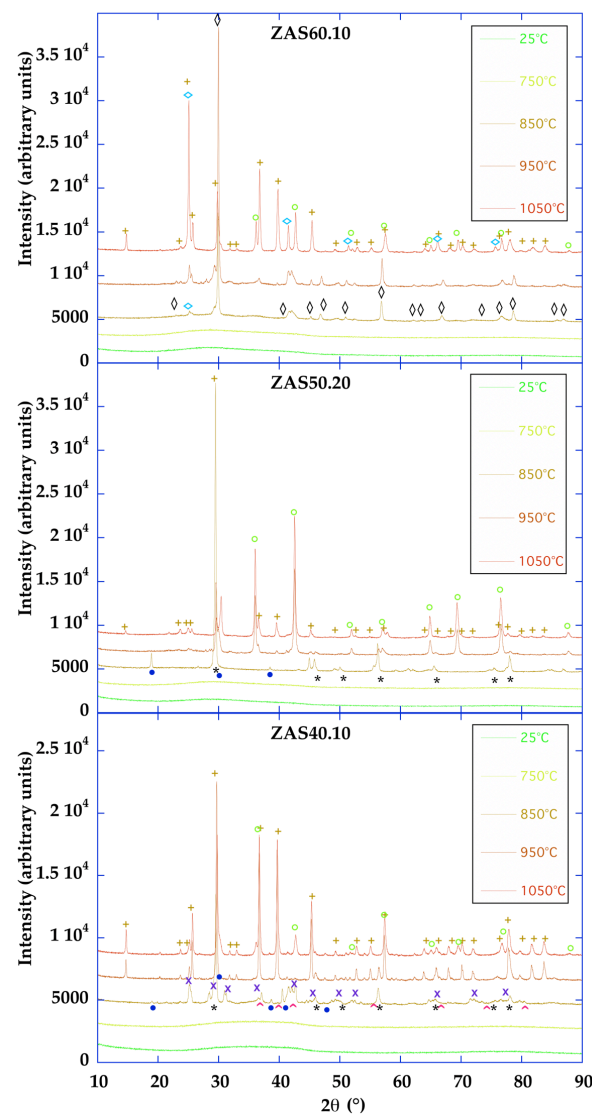 ZAS60.10
3.5 10⁴
3 10⁴
2.5 10⁴
2 10⁴
1.5 10⁴
1 10⁴
5000
0
Intensity (arbitrary units)
25°C
750°C
850°C
950°C
1050°C
ZAS50.20
3.5 10⁴
3 10⁴
2.5 10⁴
2 10⁴
1.5 10⁴
1 10⁴
5000
0
Intensity (arbitrary units)
25°C
750°C
850°C
950°C
1050°C
ZAS40.10
2.5 10⁴
2 10⁴
1.5 10⁴
1 10⁴
5000
0
Intensity (arbitrary units)
25°C
750°C
850°C
950°C
1050°C
10 20 30 40 50 60 70 80 90
2θ (°)